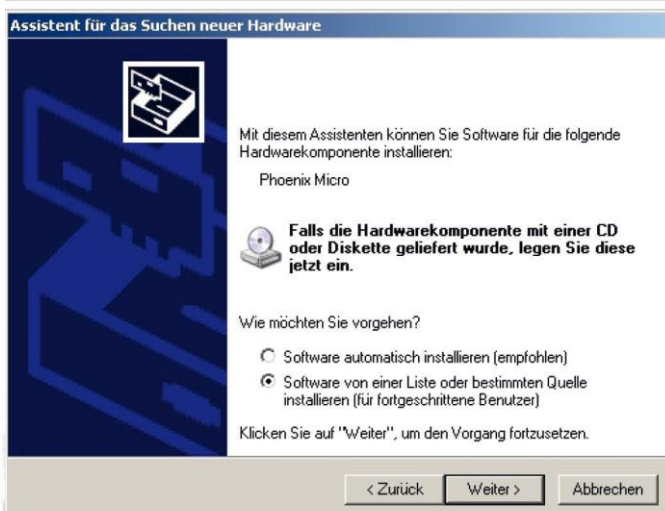 Assistent für das Suchen neuer Hardware
Mit diesem Assistenten können Sie Software für die folgende
Hardwarekomponente installieren:
Phoenix Micro
Falls die Hardwarekomponente mit einer CD
oder Diskette geliefert wurde, legen Sie diese
jetzt ein.
Wie möchten Sie vorgehen?
Software automatisch installieren (empfohlen)
Software von einer Liste oder bestimmten Quelle
installieren (für fortgeschrittene Benutzer)
Klicken Sie auf "Weiter", um den Vorgang fortzusetzen.
< Zurück Weiter > Abbrechen